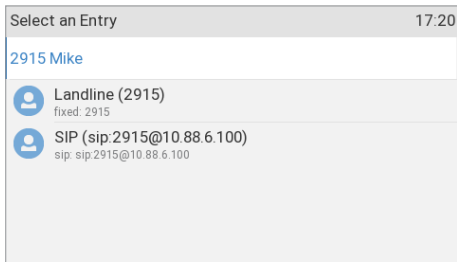 Select an Entry 17:20
2915 Mike
Landline (2915)
fixed: 2915
SIP (sip:2915@10.88.6.100)
sip: sip:2915@10.88.6.100